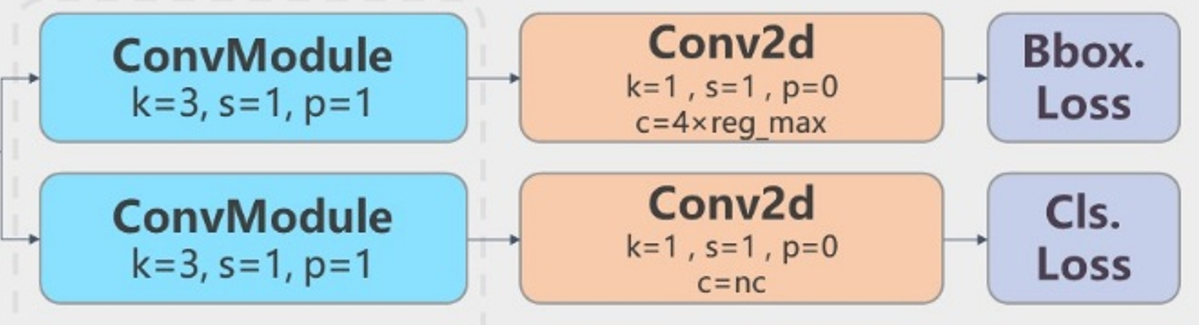 ConvModule
k=3, s=1, p=1
Conv2d
k=1 , s=1 , p=0
c=4×reg_max
Bbox.
Loss
ConvModule
k=3, s=1, p=1
Conv2d
k=1 , s=1 , p=0
c=nc
Cls.
Loss